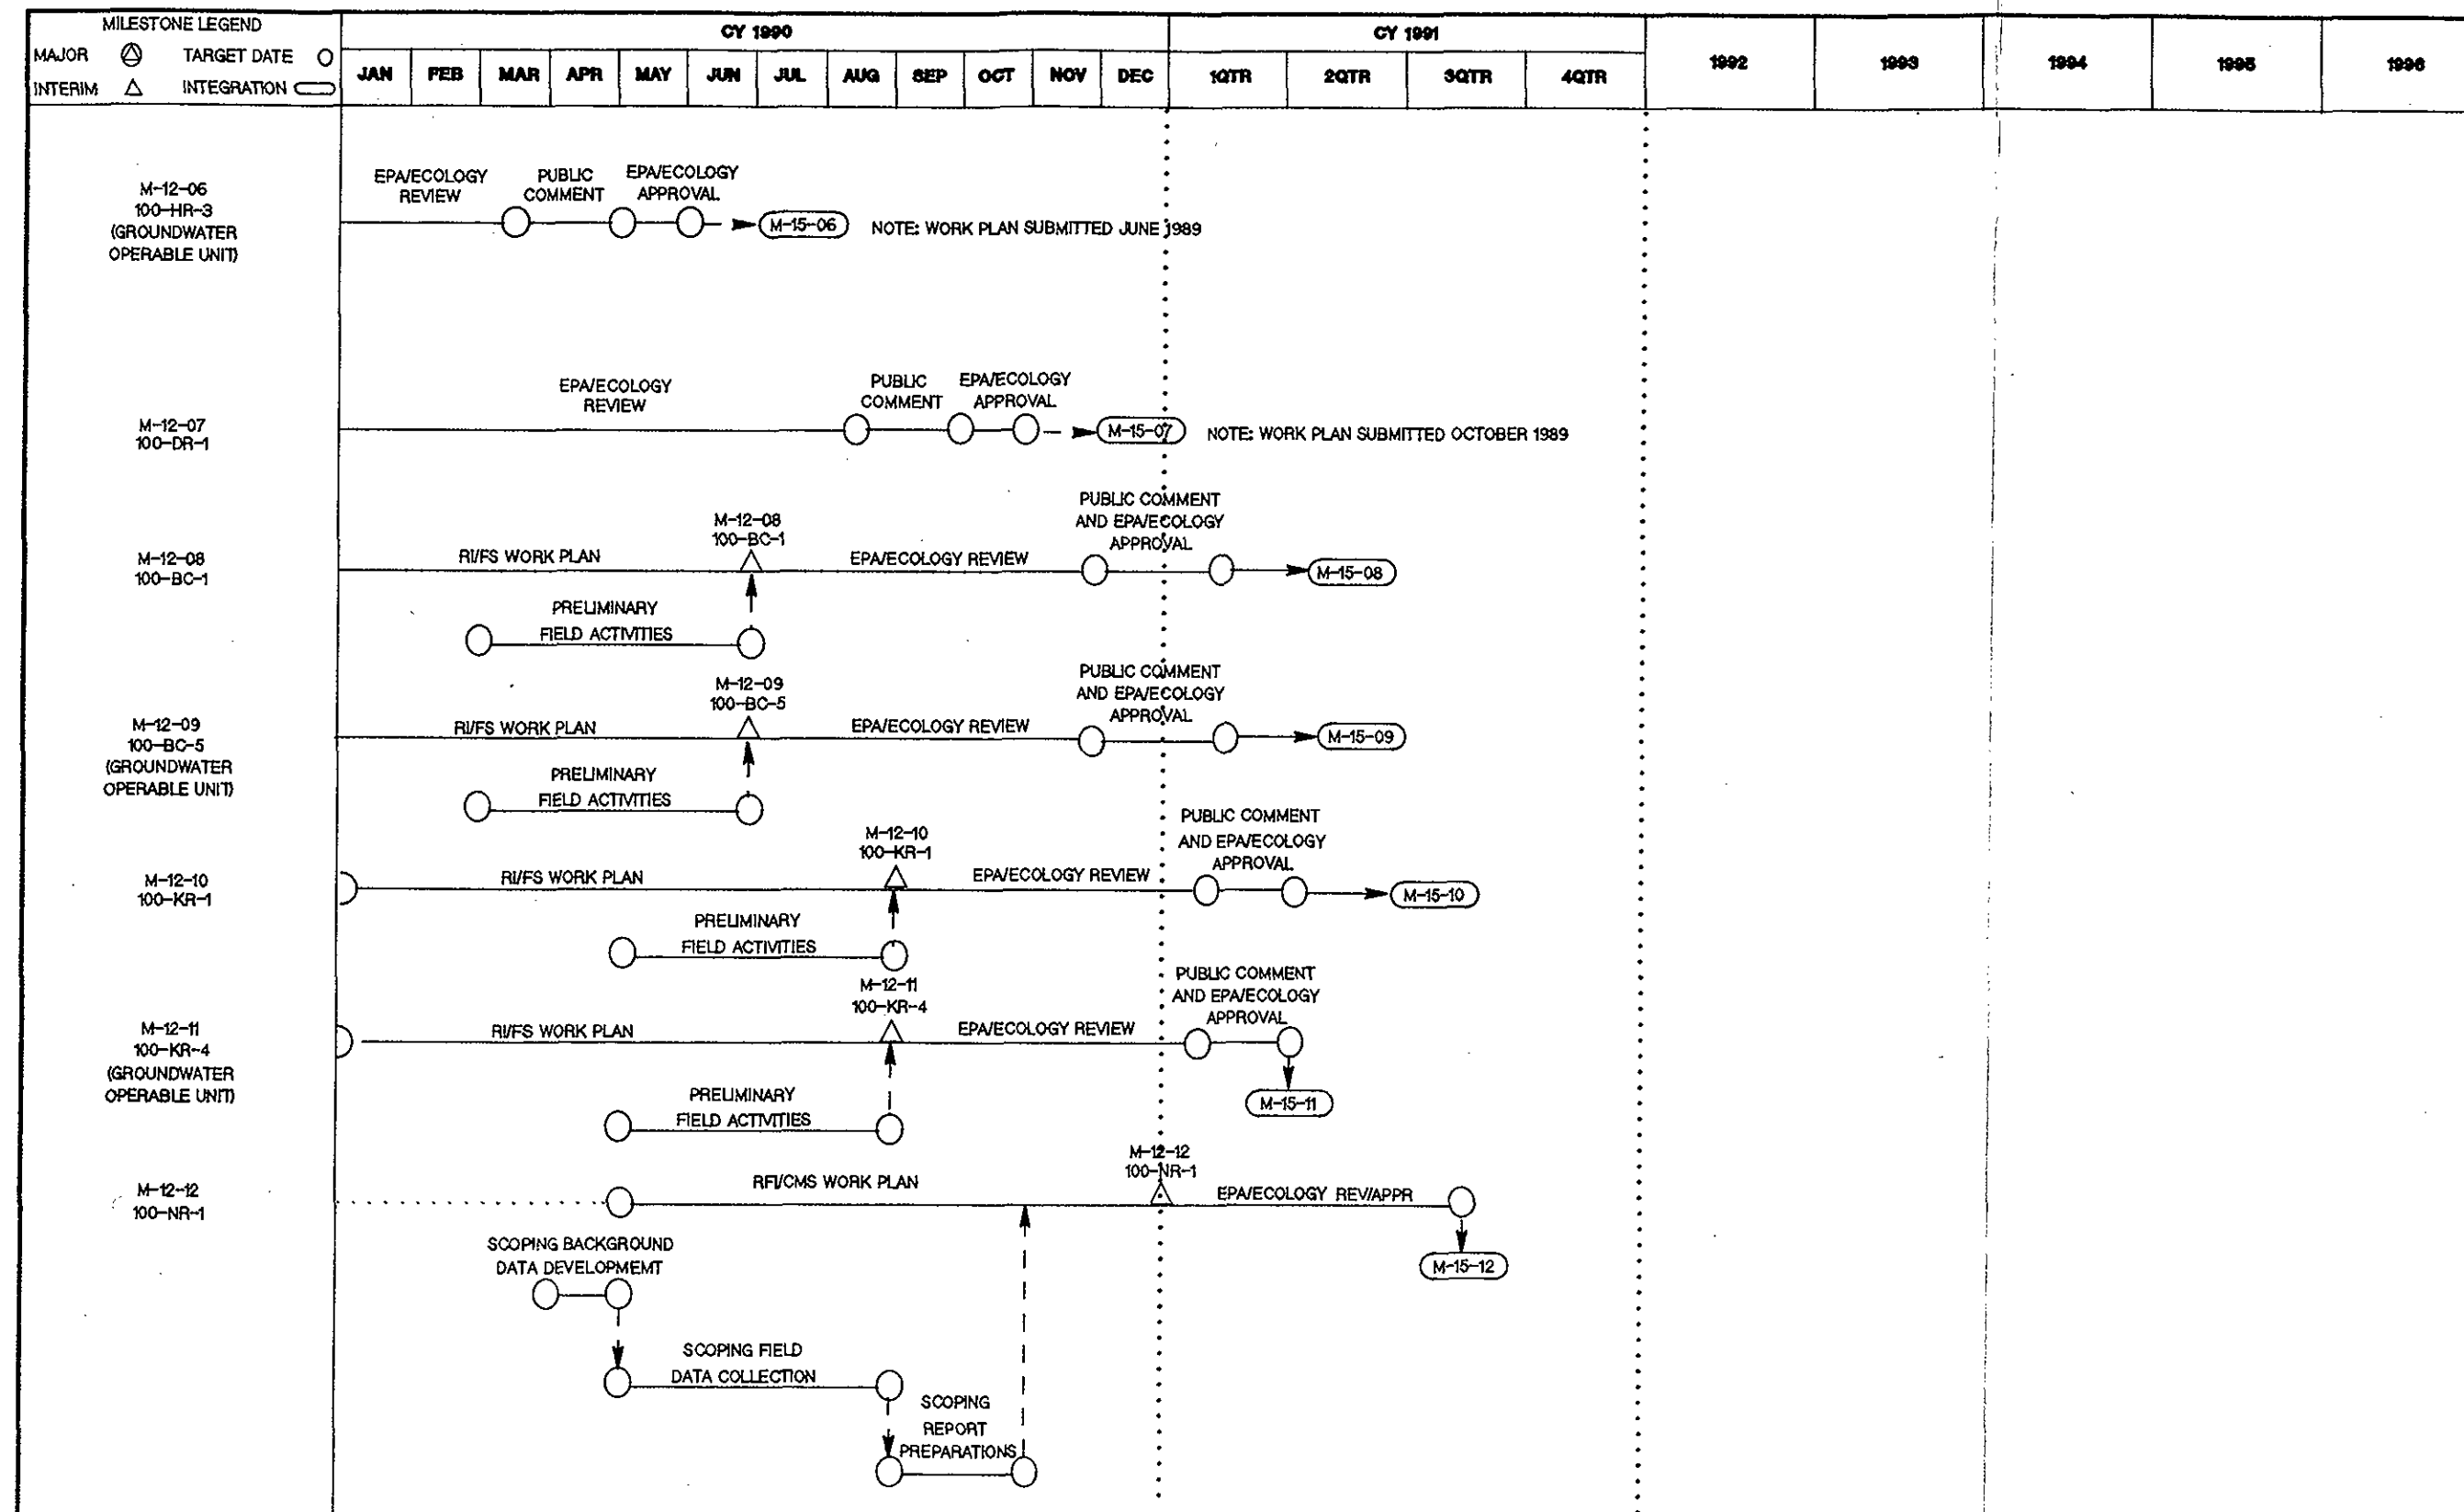 MILESTONE LEGEND
MAJOR TARGET DATE
INTERIM INTEGRATION
CY 1990
CY 1991
JAN FEB MAR APR MAY JUN JUL AUG SEP OCT NOV DEC 1QTR 2QTR 3QTR 4QTR 1992 1993 1994 1995 1996
M-12-06
100-HR-3
(GROUNDWATER
OPERABLE UNIT)
EPA/ECOLOGY
REVIEW
PUBLIC
COMMENT
EPA/ECOLOGY
APPROVAL
M-15-06
NOTE: WORK PLAN SUBMITTED JUNE 1989
M-12-07
100-DR-1
EPA/ECOLOGY
REVIEW
PUBLIC
COMMENT
EPA/ECOLOGY
APPROVAL
M-15-07
NOTE: WORK PLAN SUBMITTED OCTOBER 1989
M-12-08
100-BC-1
RI/FS WORK PLAN
M-12-08
100-BC-1
EPA/ECOLOGY REVIEW
PUBLIC COMMENT
AND EPA/ECOLOGY
APPROVAL
M-15-08
PRELIMINARY
FIELD ACTIVITIES
M-12-09
100-BC-5
(GROUNDWATER
OPERABLE UNIT)
RI/FS WORK PLAN
M-12-09
100-BC-5
EPA/ECOLOGY REVIEW
PUBLIC COMMENT
AND EPA/ECOLOGY
APPROVAL
M-15-09
PRELIMINARY
FIELD ACTIVITIES
M-12-10
100-KR-1
RI/FS WORK PLAN
M-12-10
100-KR-1
EPA/ECOLOGY REVIEW
PUBLIC COMMENT
AND EPA/ECOLOGY
APPROVAL
M-15-10
PRELIMINARY
FIELD ACTIVITIES
M-12-11
100-KR-4
(GROUNDWATER
OPERABLE UNIT)
RI/FS WORK PLAN
M-12-11
100-KR-4
EPA/ECOLOGY REVIEW
PUBLIC COMMENT
AND EPA/ECOLOGY
APPROVAL
M-15-11
PRELIMINARY
FIELD ACTIVITIES
M-12-12
100-NR-1
RFI/CMS WORK PLAN
M-12-12
100-NR-1
EPA/ECOLOGY REV/APPR
M-15-12
SCOPING BACKGROUND
DATA DEVELOPMEMT
SCOPING FIELD
DATA COLLECTION
SCOPING
REPORT
PREPARATIONS